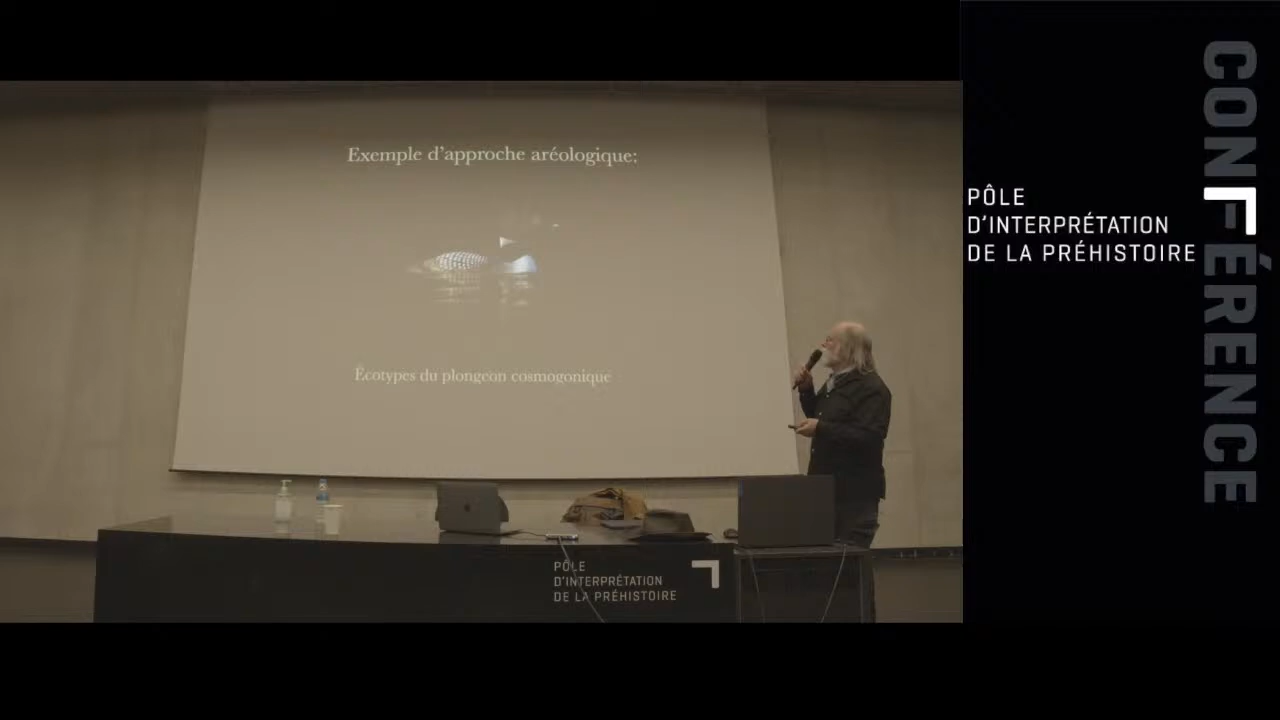 Exemple d'approche aréologique:
Écotypes du plongeon cosmogonique
PÔLE
D'INTERPRÉTATION
DE LA PRÉHISTOIRE
PÔLE
D'INTERPRÉTATION
DE LA PRÉHISTOIRE
CONFÉRENCE